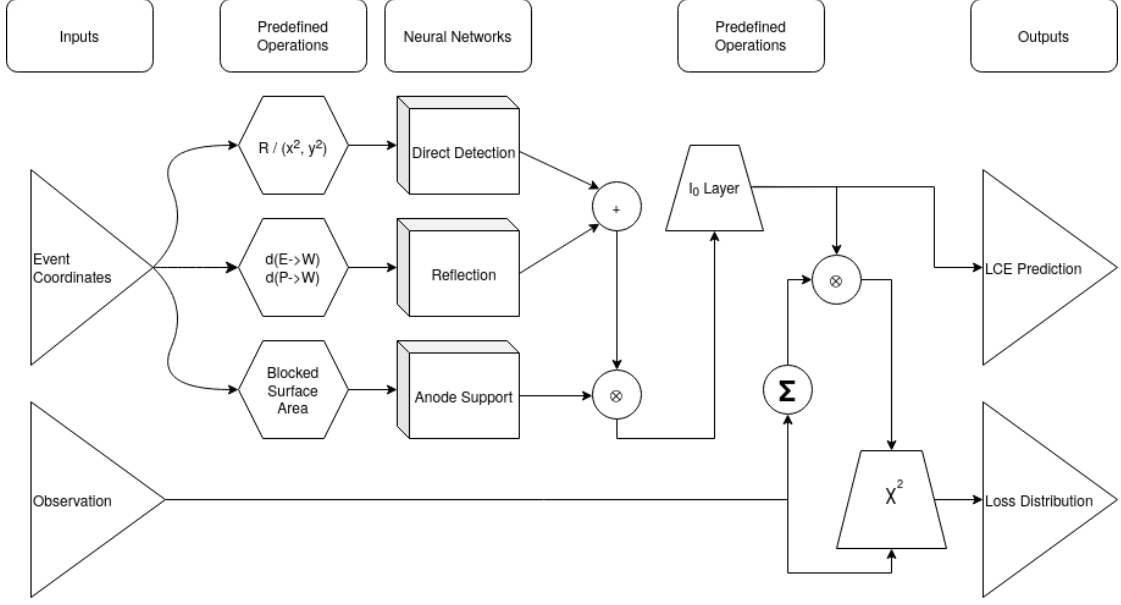 Inputs
Predefined
Operations
Neural Networks
Predefined
Operations
Outputs
R / (x², y²)
Direct Detection
I₀ Layer
+
Event
Coordinates
d(E->W)
d(P->W)
Reflection
⊗
LCE Prediction
Blocked
Surface
Area
Anode Support
⊗
Σ
Observation
χ²
Loss Distribution